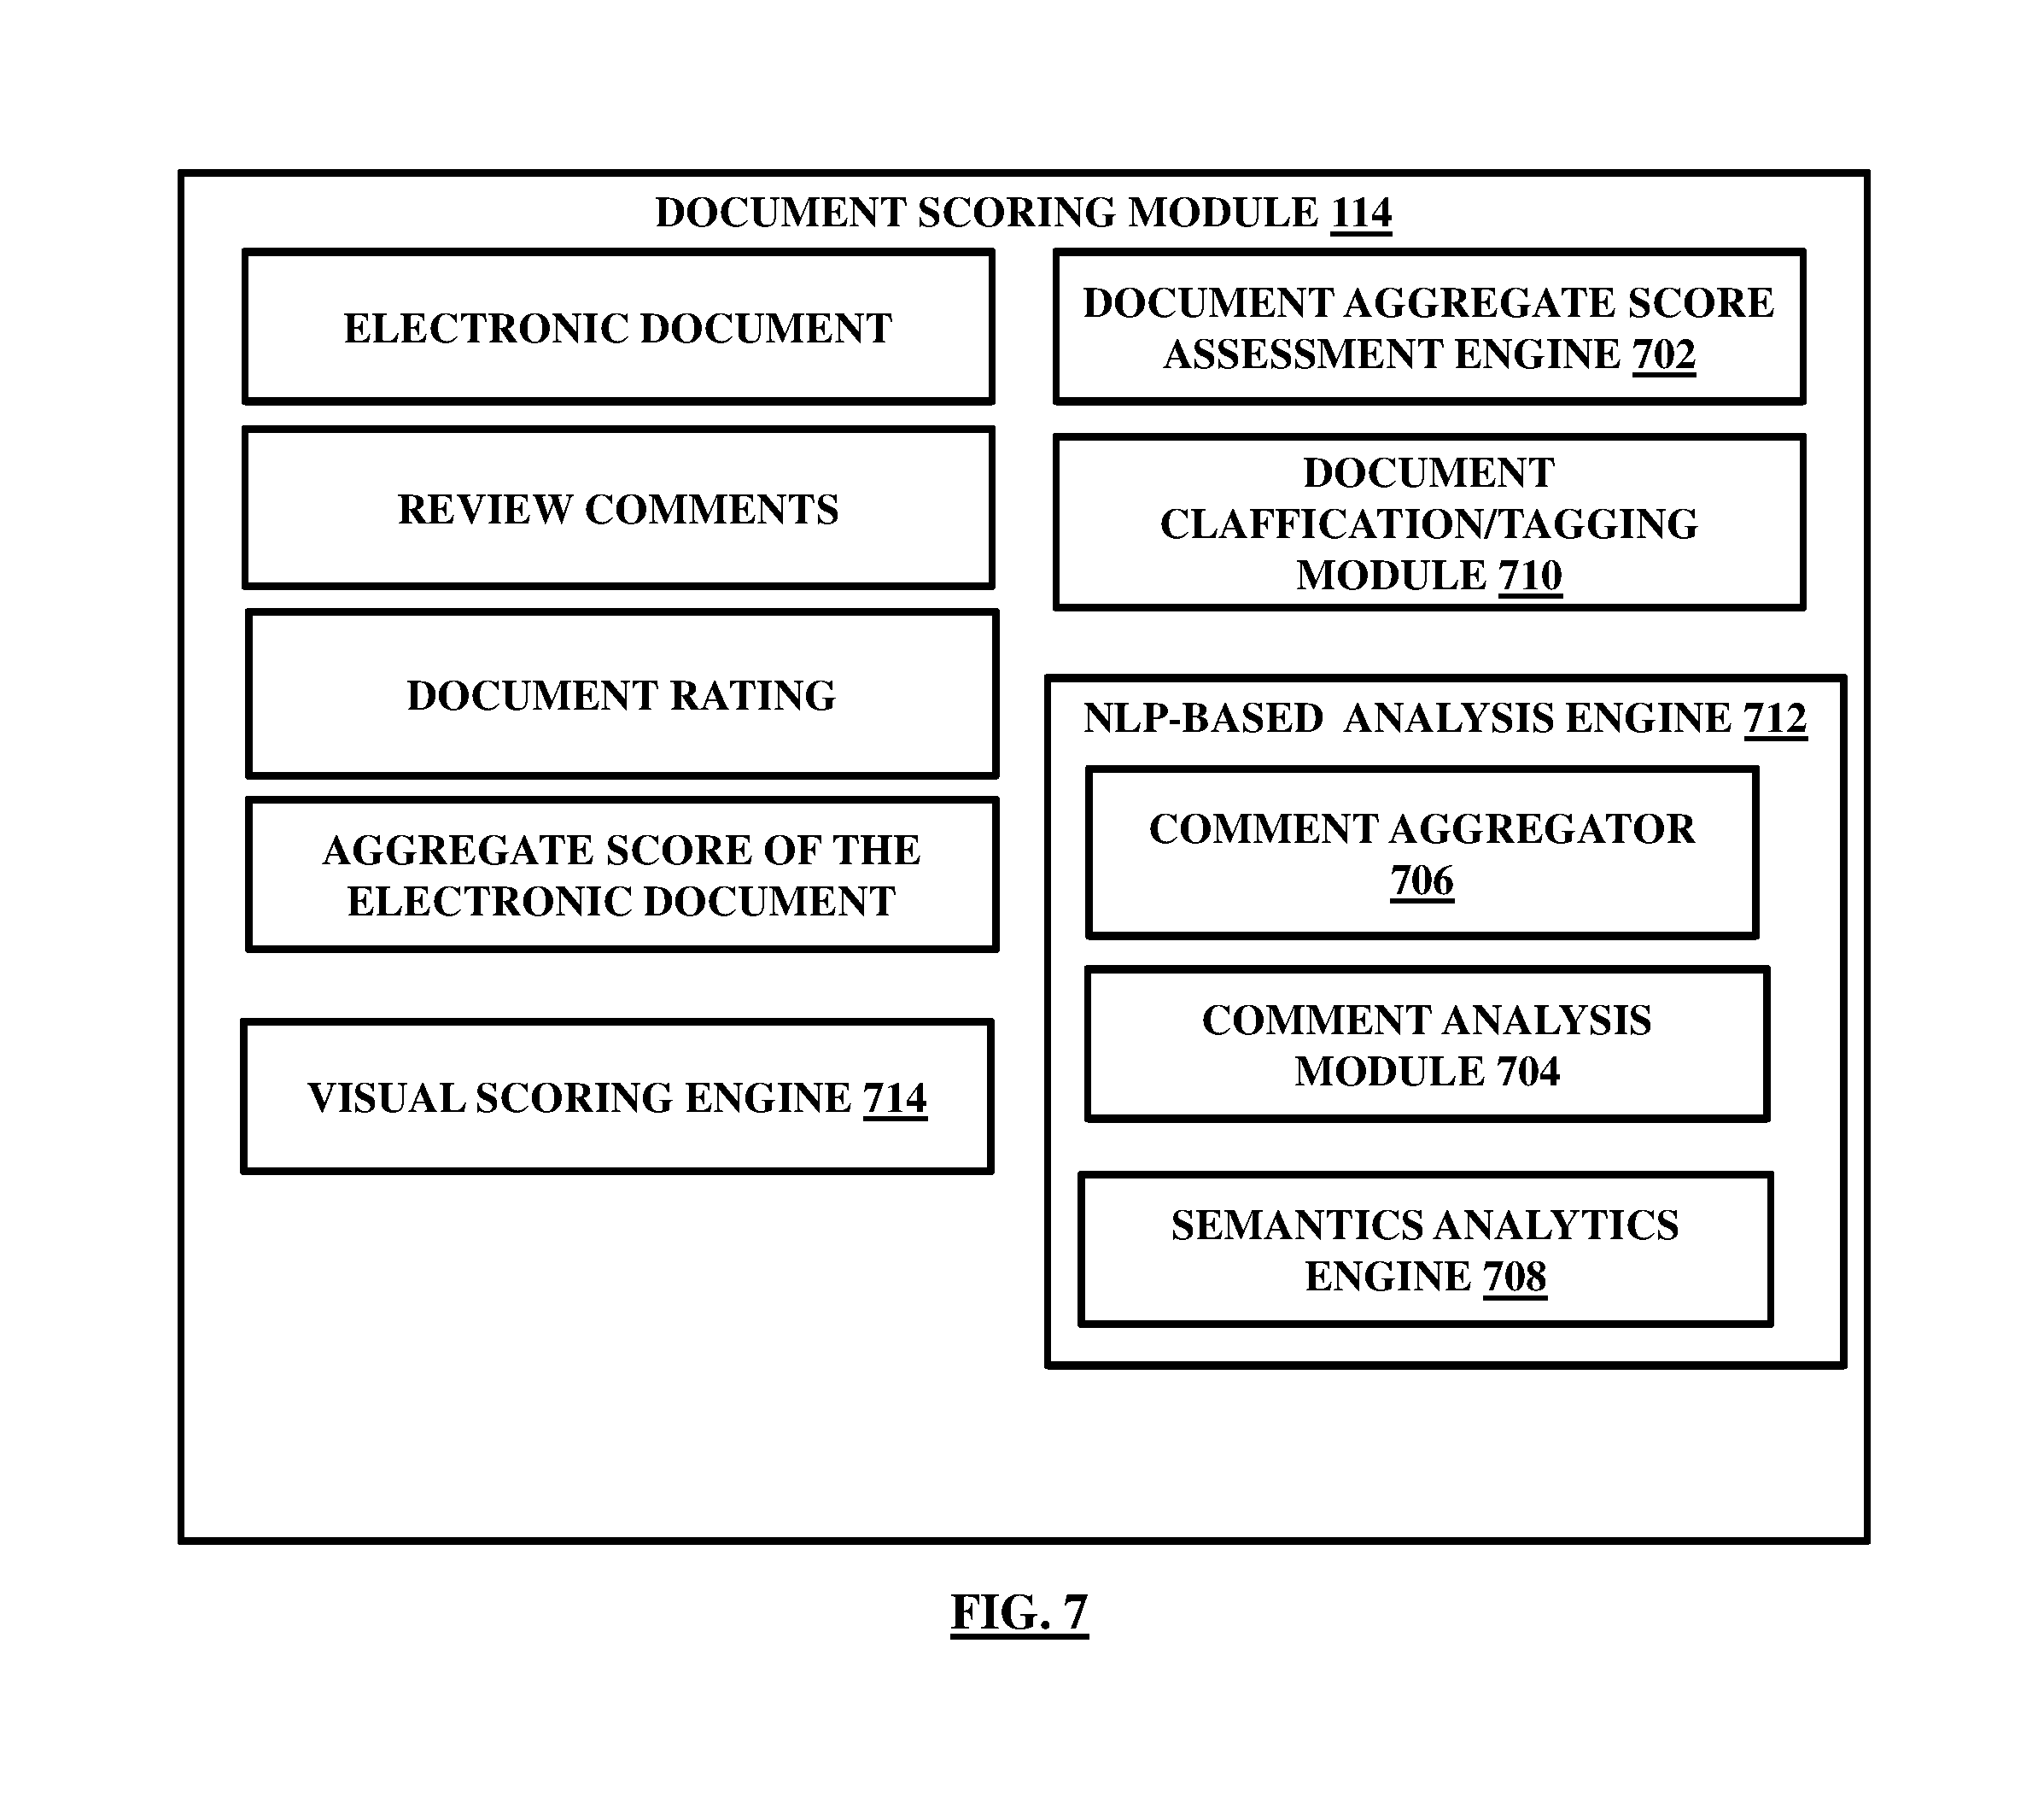 DOCUMENT SCORING MODULE 114
ELECTRONIC DOCUMENT
REVIEW COMMENTS
DOCUMENT RATING
AGGREGATE SCORE OF THE
ELECTRONIC DOCUMENT
VISUAL SCORING ENGINE 714
DOCUMENT AGGREGATE SCORE
ASSESSMENT ENGINE 702
DOCUMENT
CLAFFICATION/TAGGING
MODULE 710
NLP-BASED ANALYSIS ENGINE 712
COMMENT AGGREGATOR
706
COMMENT ANALYSIS
MODULE 704
SEMANTICS ANALYTICS
ENGINE 708
FIG. 7